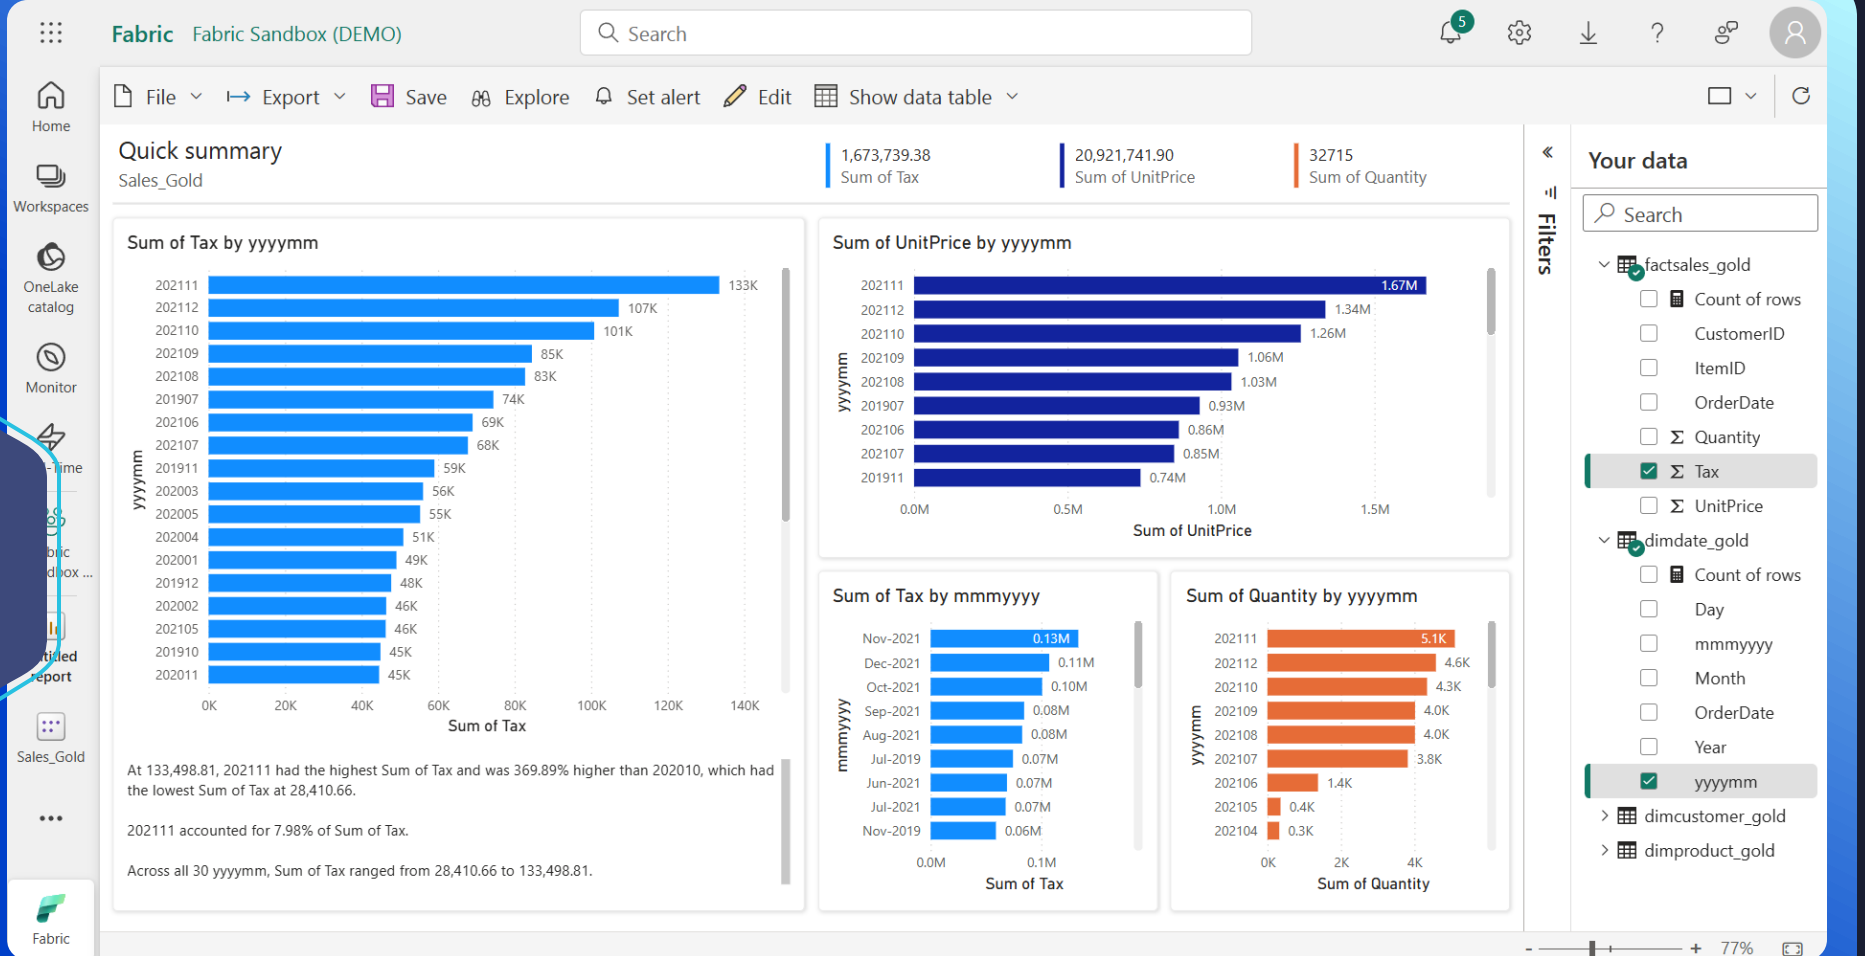 Fabric Fabric Sandbox (DEMO)
Search
5
File Export Save Explore Set alert Edit Show data table
Home
Workspaces
OneLake
catalog
Monitor
-Time
report
Sales_Gold
Fabric
Quick summary
Sales_Gold
1,673,739.38
Sum of Tax
20,921,741.90
Sum of UnitPrice
32715
Sum of Quantity
Sum of Tax by yyyymm
yyyymm
202111 133K
202112 107K
202110 101K
202109 85K
202108 83K
201907 74K
202106 69K
202107 68K
201911 59K
202003 56K
202005 55K
202004 51K
202001 49K
201912 48K
202002 46K
202105 46K
201910 45K
202011 45K
0K 20K 40K 60K 80K 100K 120K 140K
Sum of Tax
At 133,498.81, 202111 had the highest Sum of Tax and was 369.89% higher than 202010, which had
the lowest Sum of Tax at 28,410.66.
202111 accounted for 7.98% of Sum of Tax.
Across all 30 yyyymm, Sum of Tax ranged from 28,410.66 to 133,498.81.
Sum of UnitPrice by yyyymm
yyyymm
202111 1.67M
202112 1.34M
202110 1.26M
202109 1.06M
202108 1.03M
201907 0.93M
202106 0.86M
202107 0.85M
201911 0.74M
0.0M 0.5M 1.0M 1.5M
Sum of UnitPrice
Sum of Tax by mmmyyyy
mmmyyyy
Nov-2021 0.13M
Dec-2021 0.11M
Oct-2021 0.10M
Sep-2021 0.08M
Aug-2021 0.08M
Jul-2019 0.07M
Jun-2021 0.07M
Jul-2021 0.07M
Nov-2019 0.06M
0.0M 0.1M
Sum of Tax
Sum of Quantity by yyyymm
yyyymm
202111 5.1K
202112 4.6K
202110 4.3K
202109 4.0K
202108 4.0K
202107 3.8K
202106 1.4K
202105 0.4K
202104 0.3K
0K 2K 4K
Sum of Quantity
Filters
Your data
Search
factsales_gold
Count of rows
CustomerID
ItemID
OrderDate
Σ Quantity
Σ Tax
Σ UnitPrice
dimdate_gold
Count of rows
Day
mmmyyyy
Month
OrderDate
Year
yyyymm
dimcustomer_gold
dimproduct_gold
- + 77%